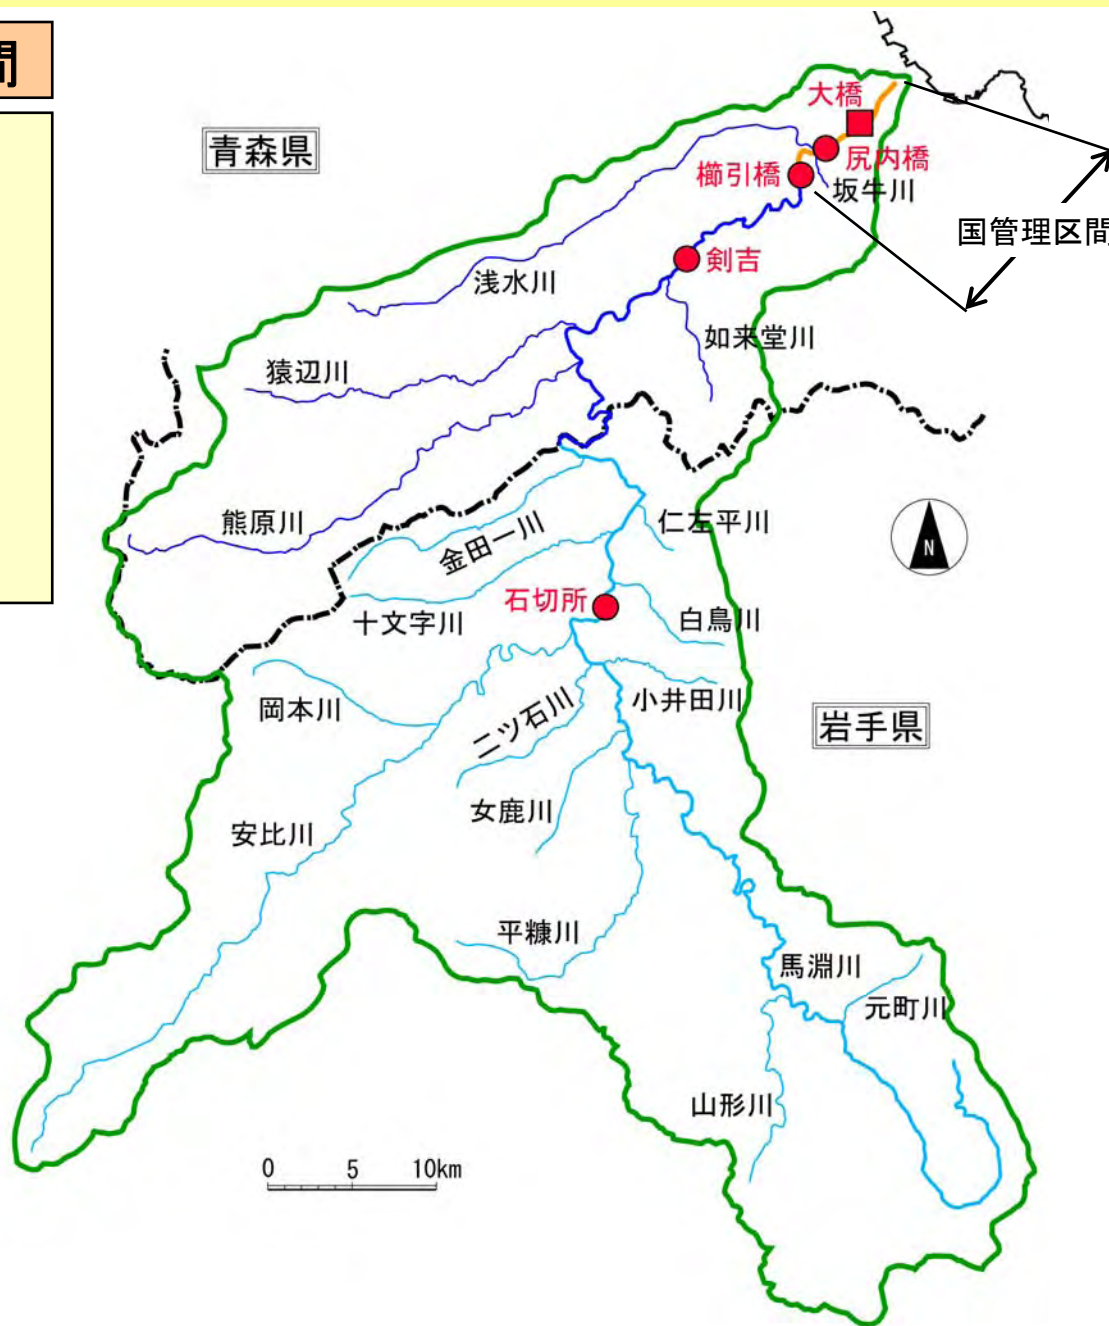 間
青森県
大橋
尻内橋
櫛引橋
坂牛川
国管理区間
剣吉
浅水川
如来堂川
猿辺川
熊原川
金田一川
仁左平川
N
石切所
十文字川
白鳥川
岡本川
二ツ石川
小井田川
岩手県
女鹿川
安比川
平糠川
馬淵川
元町川
山形川
0 5 10km